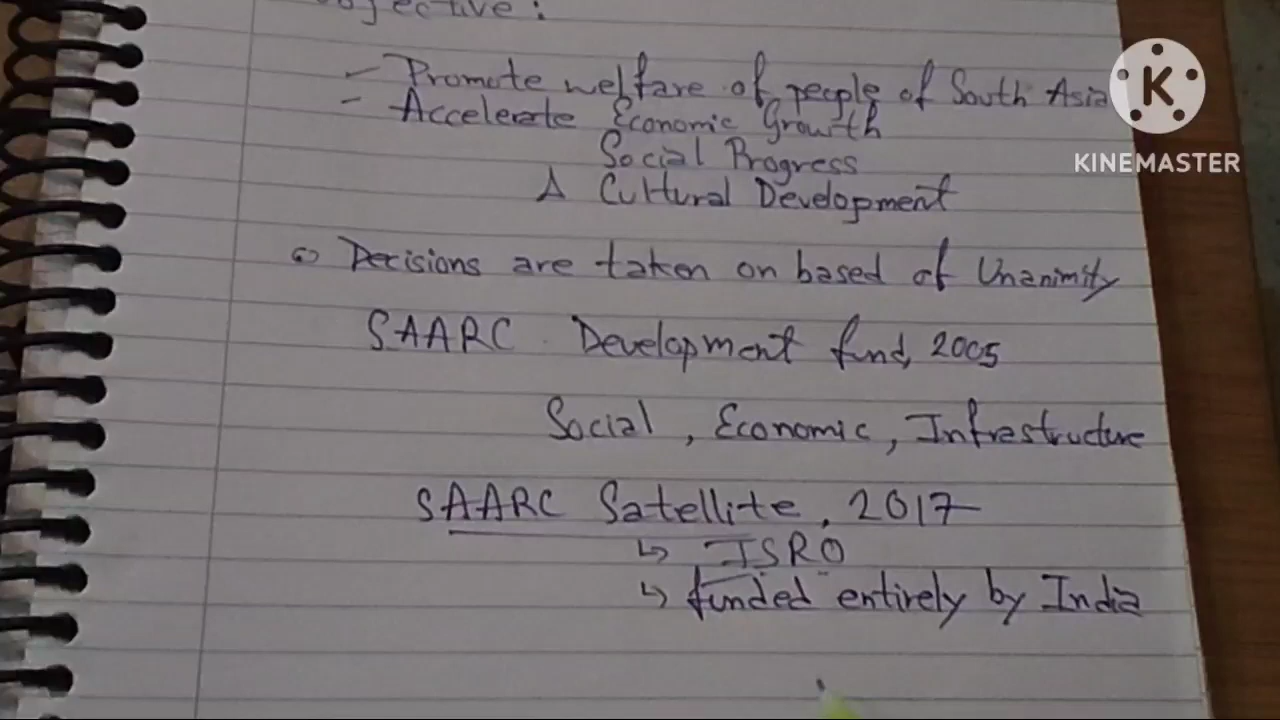 Objective:
- Promote welfare of people of South Asia
- Accelerate Economic Growth
Social Progress
& Cultural Development
Decisions are taken on based of Unanimity
SAARC Development fund, 2005
Social, Economic, Infrastructure
SAARC Satellite, 2017
↳ ISRO
↳ funded entirely by India
K
KINEMASTER